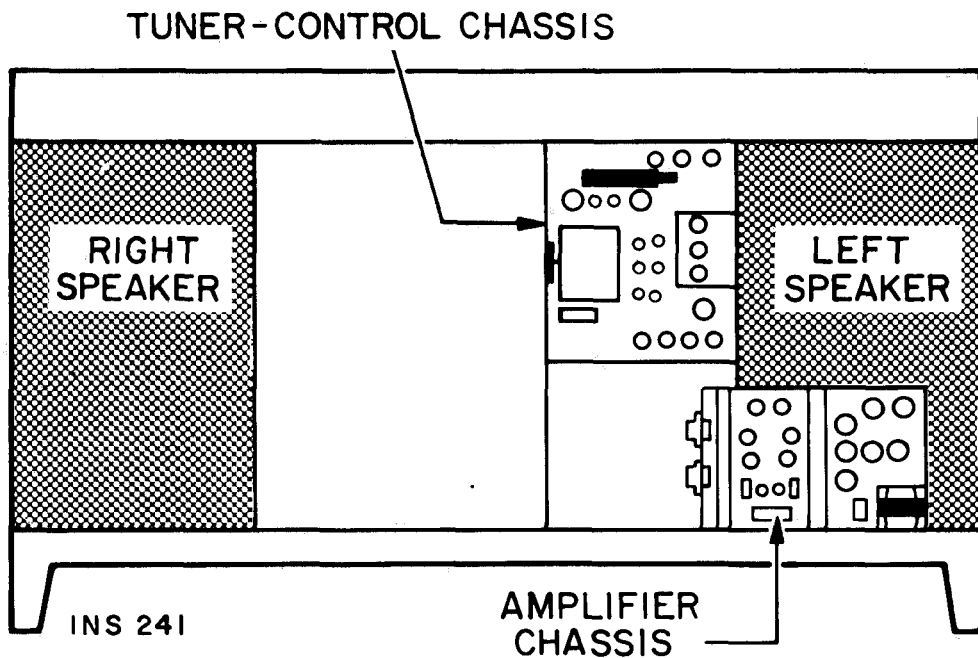 TUNER-CONTROL CHASSIS
RIGHT
SPEAKER
LEFT
SPEAKER
INS 241
AMPLIFIER
CHASSIS